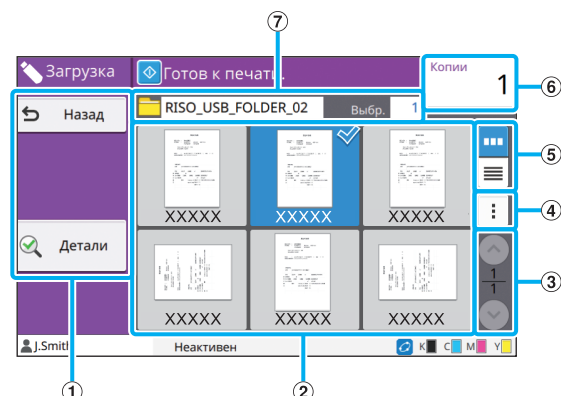 7
Загрузка
Готов к печати.
Копии
1
6
Назад
RISO_USB_FOLDER_02
Выбр. 1
5
XXXXX XXXXX XXXXX
4
Детали
1
1
3
XXXXX XXXXX XXXXX
J.Smith
Неактивен
K C M Y
1
2